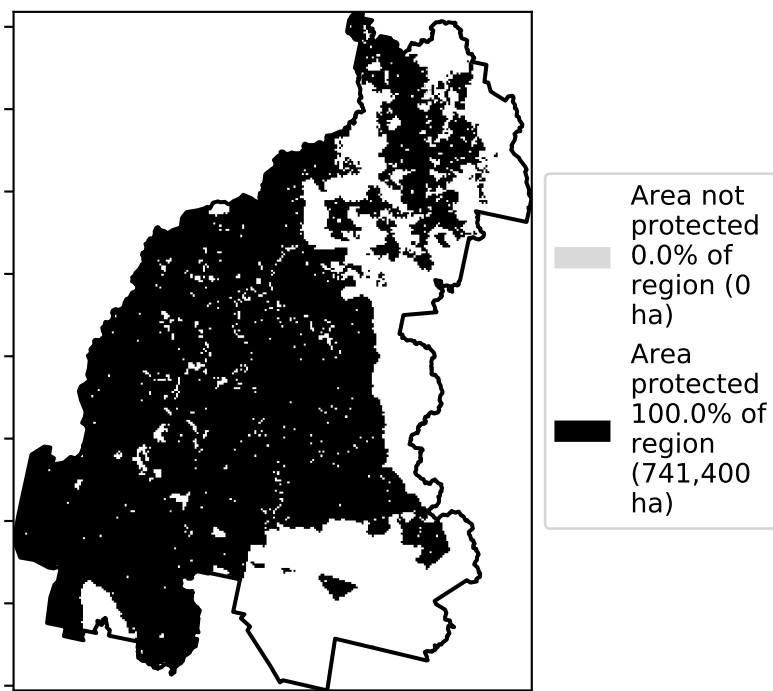 Area not
protected
0.0% of
region (0
ha)
Area
protected
100.0% of
region
(741,400
ha)